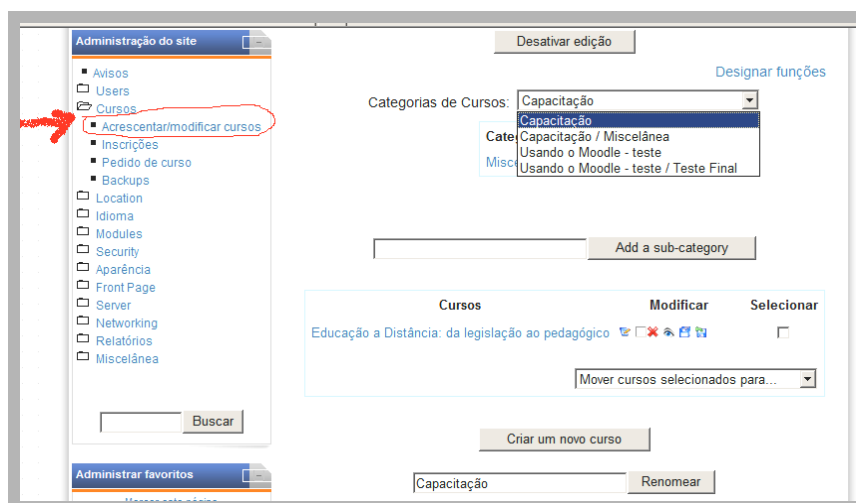 Administração do site
Avisos
Users
Cursos
Acrescentar/modificar cursos
Inscrições
Pedido de curso
Backups
Location
Idioma
Modules
Security
Aparência
Front Page
Server
Networking
Relatórios
Miscelânea
Buscar
Administrar favoritos
Desativar edição
Designar funções
Categorias de Cursos: Capacitação
Capacitação
Capacitação / Miscelânea
Usando o Moodle - teste
Usando o Moodle - teste / Teste Final
Add a sub-category
Cursos Modificar Selecionar
Educação a Distância: da legislação ao pedagógico
Mover cursos selecionados para...
Criar um novo curso
Capacitação Renomear